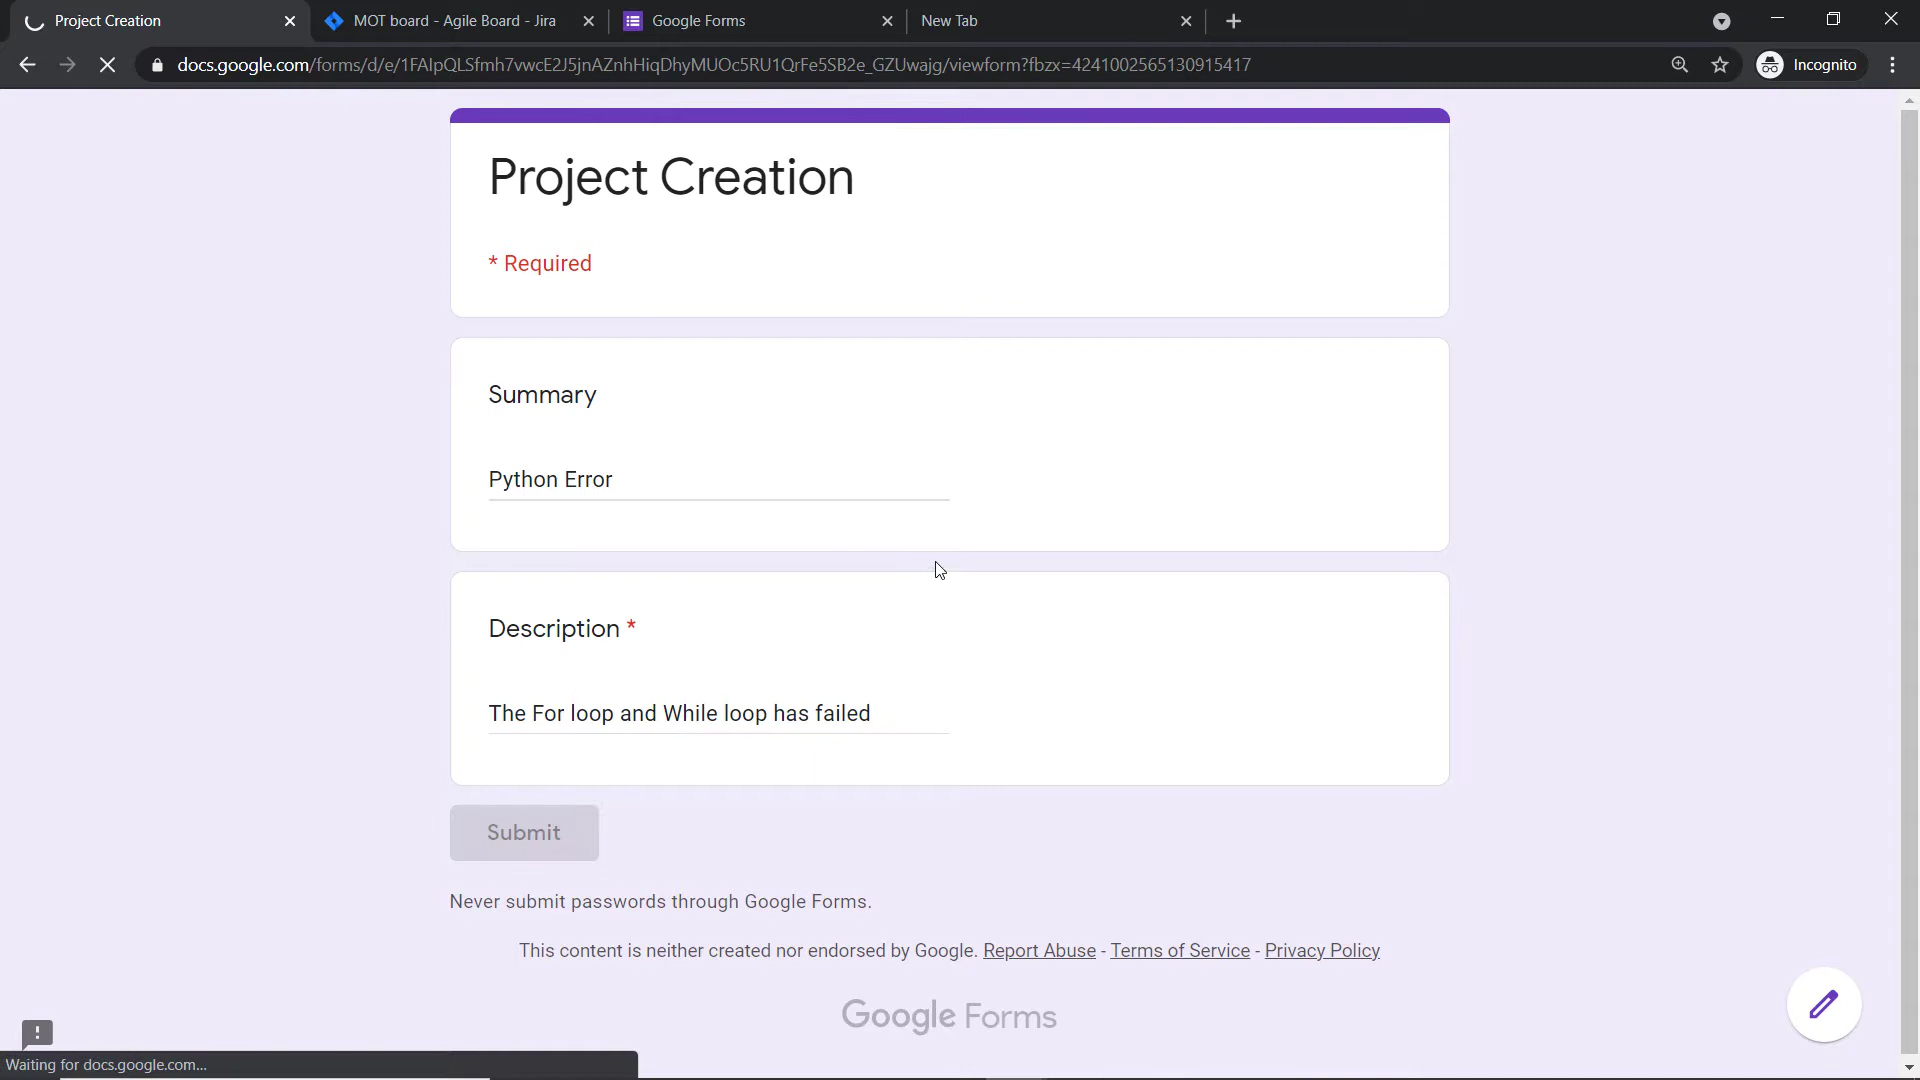 Project Creation
MOT board - Agile Board - Jira
Google Forms
New Tab
docs.google.com/forms/d/e/1FAIpQLSfmh7vwcE2J5jnAZnhHiqDhyMUOc5RU1QrFe5SB2e_GZUwajg/viewform?fbzx=4241002565130915417
Incognito
Project Creation
* Required
Summary
Python Error
Description *
The For loop and While loop has failed
Submit
Never submit passwords through Google Forms.
This content is neither created nor endorsed by Google. Report Abuse - Terms of Service - Privacy Policy
Google Forms
Waiting for docs.google.com...